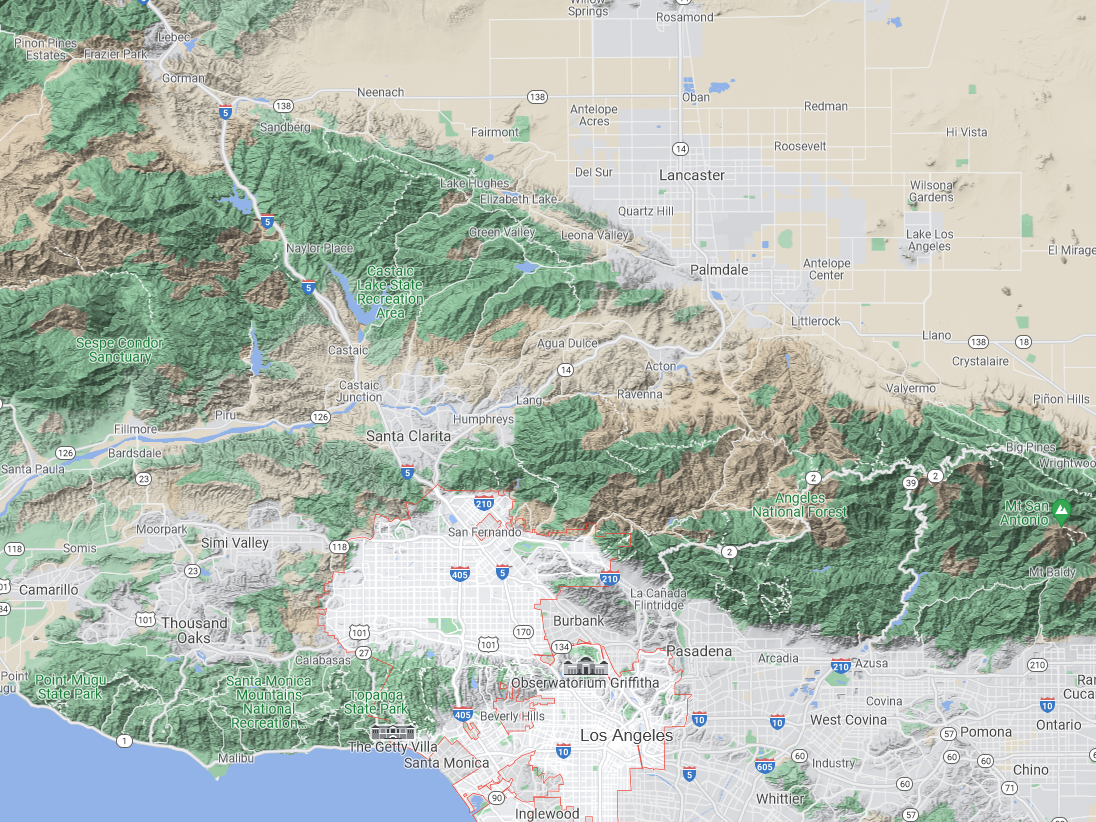 Willow
Springs
Rosamond
Lebec
Pinon Pines
Estates
Frazier Park
Gorman
Neenach
138
5
138
Sandberg
Antelope
Acres
Oban
Redman
Fairmont
Hi Vista
14
Roosevelt
Del Sur
Lancaster
Lake Hughes
Elizabeth Lake
Wilsona
Gardens
Quartz Hill
5
Green Valley
Leona Valley
Lake Los
Angeles
Naylor Place
El Mirage
Castaic
Lake State
Recreation
Area
Palmdale
Antelope
Center
5
Littlerock
Sespe Condor
Sanctuary
Castaic
Agua Dulce
Llano
138
18
Crystalaire
14
Acton
Castaic
Junction
Lang
Ravenna
Valyermo
Piñon Hills
Piru
126
Humphreys
Fillmore
Santa Clarita
126
Bardsdale
Big Pines
Santa Paula
5
Wrightwoo
23
2
39
2
210
Angeles
National Forest
Mt San
Antonio
Moorpark
San Fernando
118
Somis
Simi Valley
118
2
23
405
5
210
Mt Baldy
101
Camarillo
La Cañada
Flintridge
34
101
Thousand
Oaks
Burbank
101
170
101
134
27
Pasadena
Calabasas
Arcadia
210
Azusa
210
Point
ugu
Point Mugu
State Park
Santa Monica
Mountains
National
Recreation...
Topanga
State Park
Obserwatorium Griffitha
Ran
Cuca
Covina
405
Beverly Hills
10
10
West Covina
10
Ontario
Los Angeles
57
Pomona
1
The Getty Villa
10
Malibu
Santa Monica
60
60
60
5
605
Industry
Chino
60
71
90
Whittier
Inglewood
57